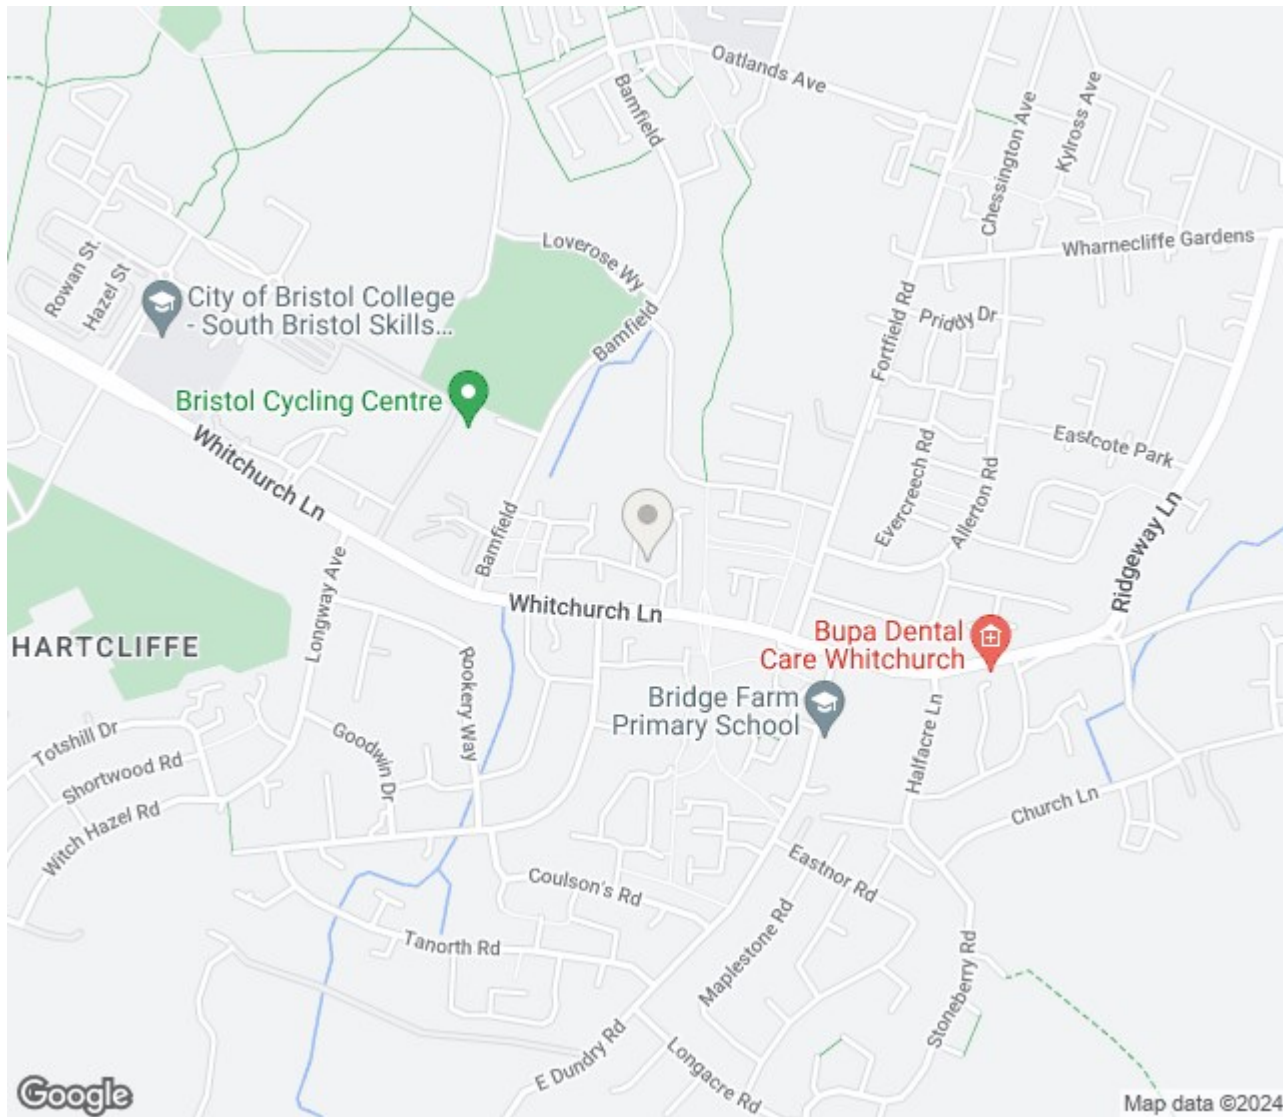 Oatlands Ave
Bamfield
Kylross Ave
Chessington Ave
Loverose Wy
Wharnecliffe Gardens
Rowan St.
Hazel St
City of Bristol College
- South Bristol Skills...
Bamfield
Fortfield Rd
Priddy Dr
Bristol Cycling Centre
Whitchurch Ln
Eastcote Park
Evercreech Rd
Allerton Rd
Ridgeway Ln
Bamfield
Longway Ave
Whitchurch Ln
HARTCLIFFE
Bupa Dental
Care Whitchurch
Rookery Way
Bridge Farm
Primary School
Halfacre Ln
Totshill Dr
Goodwin Dr
Shortwood Rd
Witch Hazel Rd
Church Ln
Eastnor Rd
Coulson's Rd
Tanorth Rd
Maplestone Rd
Stoneberry Rd
E Dundry Rd
Longacre Rd
Google
Map data ©2024